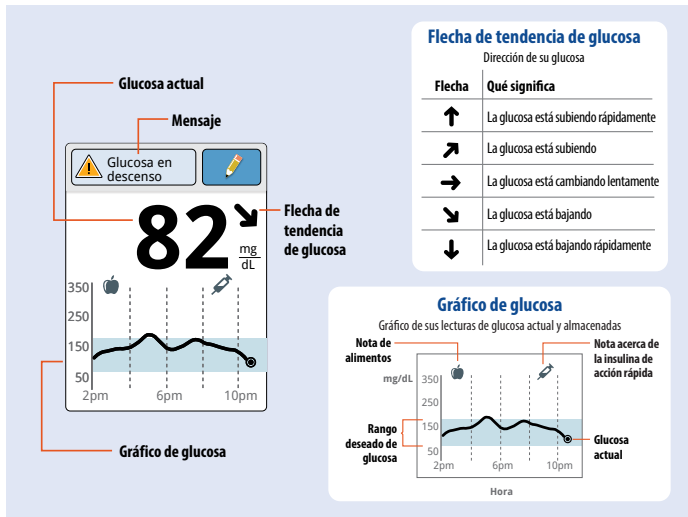 Glucosa actual
Mensaje
Glucosa en
descenso
82
mg
dL
Flecha de
tendencia
de glucosa
350
250
150
50
2pm 6pm 10pm
Gráfico de glucosa
Flecha de tendencia de glucosa
Dirección de su glucosa
Flecha Qué significa
La glucosa está subiendo rápidamente
La glucosa está subiendo
La glucosa está cambiando lentamente
La glucosa está bajando
La glucosa está bajando rápidamente
Gráfico de glucosa
Gráfico de sus lecturas de glucosa actual y almacenadas
Nota de
alimentos
Nota acerca de
la insulina de
acción rápida
mg/dL
350
250
150
50
Rango
deseado de
glucosa
Glucosa
actual
2pm 6pm 10pm
Hora